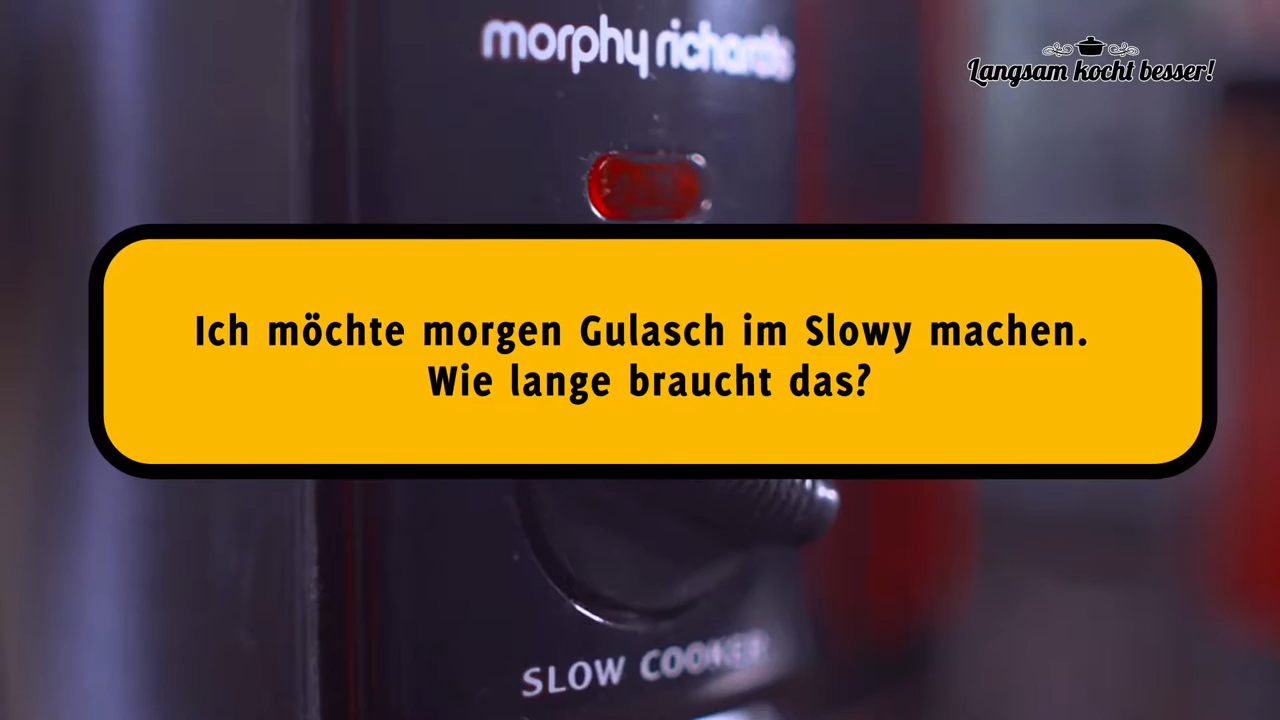 morphy richards
Langsam kocht besser!
Ich möchte morgen Gulasch im Slowy machen.
Wie lange braucht das?
SLOW COOKER